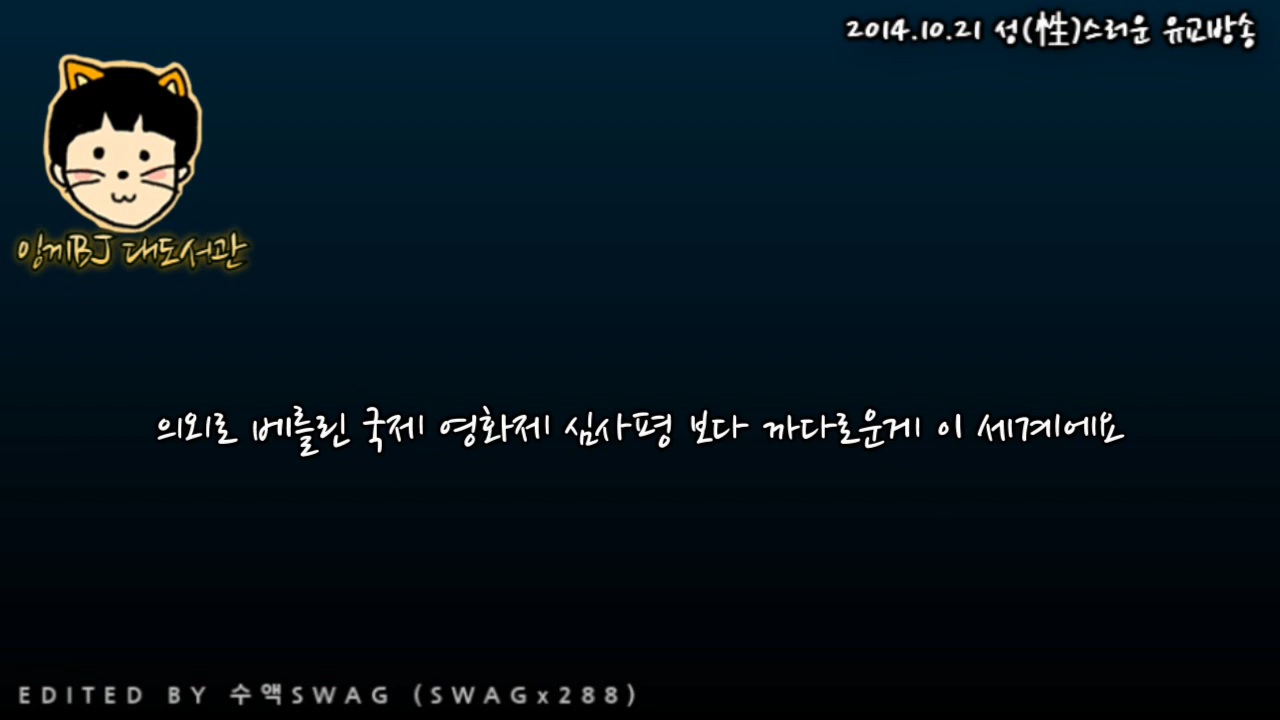 2014.10.21 성(性)스러운 유교방송
잉끼BJ 대도서관
의외로 베를린 국제 영화제 심사평 보다 까다로운게 이 세계에요
EDITED BY 수액SWAG (SWAGx288)